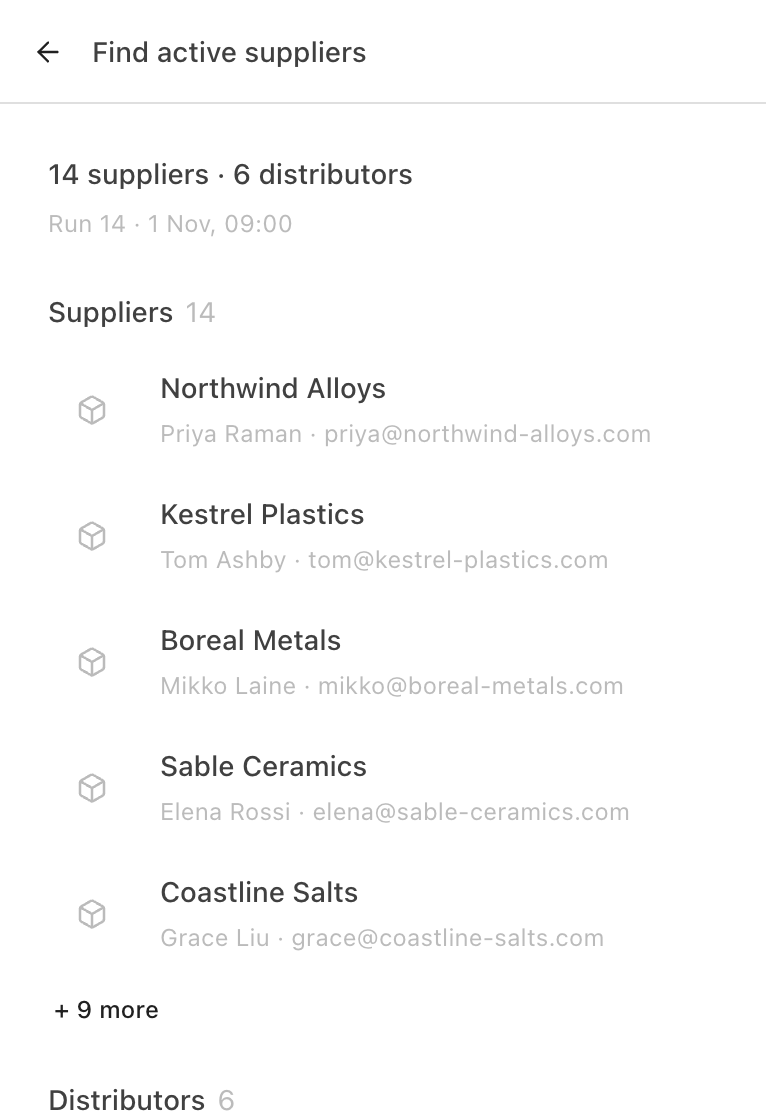 Find active suppliers
14 suppliers · 6 distributors
Run 14 · 1 Nov, 09:00
Suppliers 14
Northwind Alloys
Priya Raman · priya@northwind-alloys.com
Kestrel Plastics
Tom Ashby · tom@kestrel-plastics.com
Boreal Metals
Mikko Laine · mikko@boreal-metals.com
Sable Ceramics
Elena Rossi · elena@sable-ceramics.com
Coastline Salts
Grace Liu · grace@coastline-salts.com
+ 9 more
Distributors 6